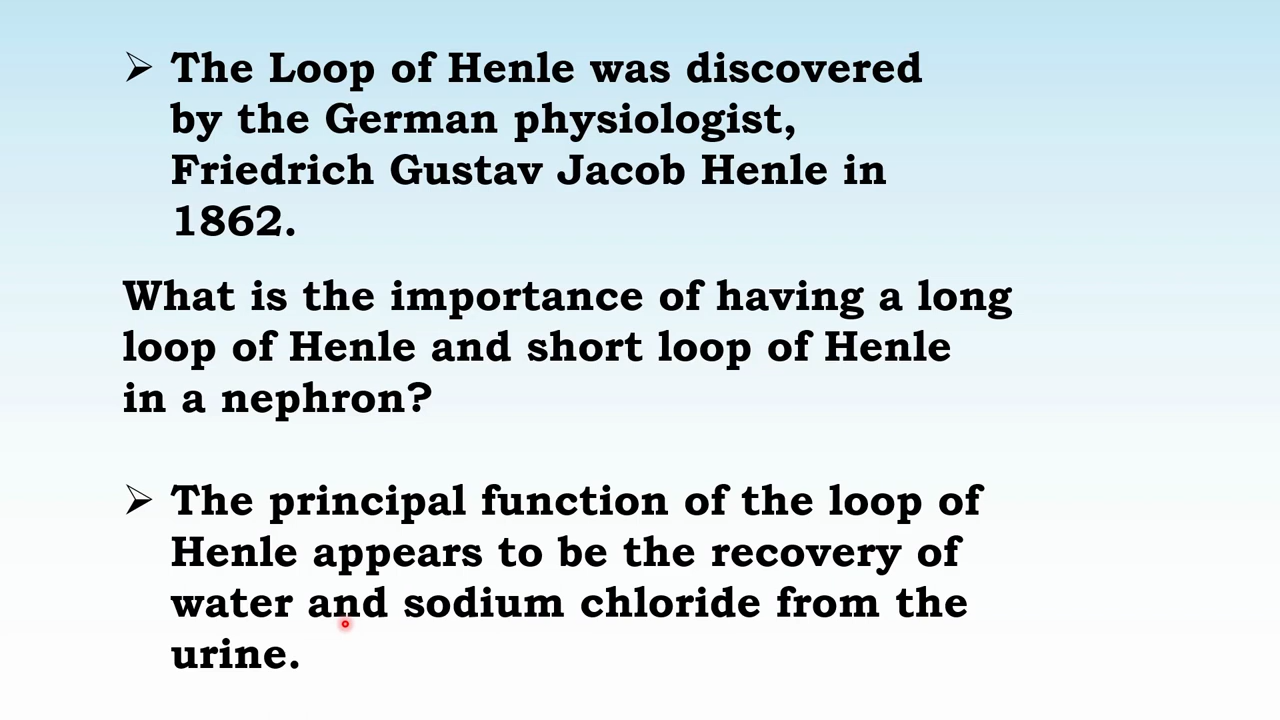 ➢ The Loop of Henle was discovered
by the German physiologist,
Friedrich Gustav Jacob Henle in
1862.
What is the importance of having a long
loop of Henle and short loop of Henle
in a nephron?
➢ The principal function of the loop of
Henle appears to be the recovery of
water and sodium chloride from the
urine.